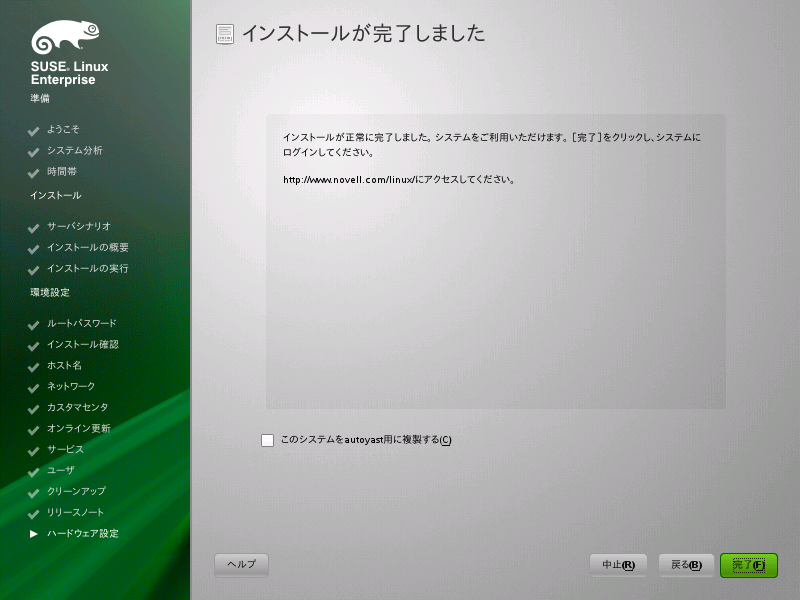 SUSE® Linux
Enterprise
準備
ようこそ
システム分析
時間帯
インストール
サーバシナリオ
インストールの概要
インストールの実行
環境設定
ルートパスワード
インストール確認
ホスト名
ネットワーク
カスタマセンタ
オンライン更新
サービス
ユーザ
クリーンアップ
リリースノート
ハードウェア設定
インストールが完了しました
インストールが正常に完了しました。システムをご利用いただけます。[完了]をクリックし、システムに
ログインしてください。
http://www.novell.com/linux/にアクセスしてください。
このシステムをautoyast用に複製する(C)
ヘルプ
中止(R)
戻る(B)
完了(F)